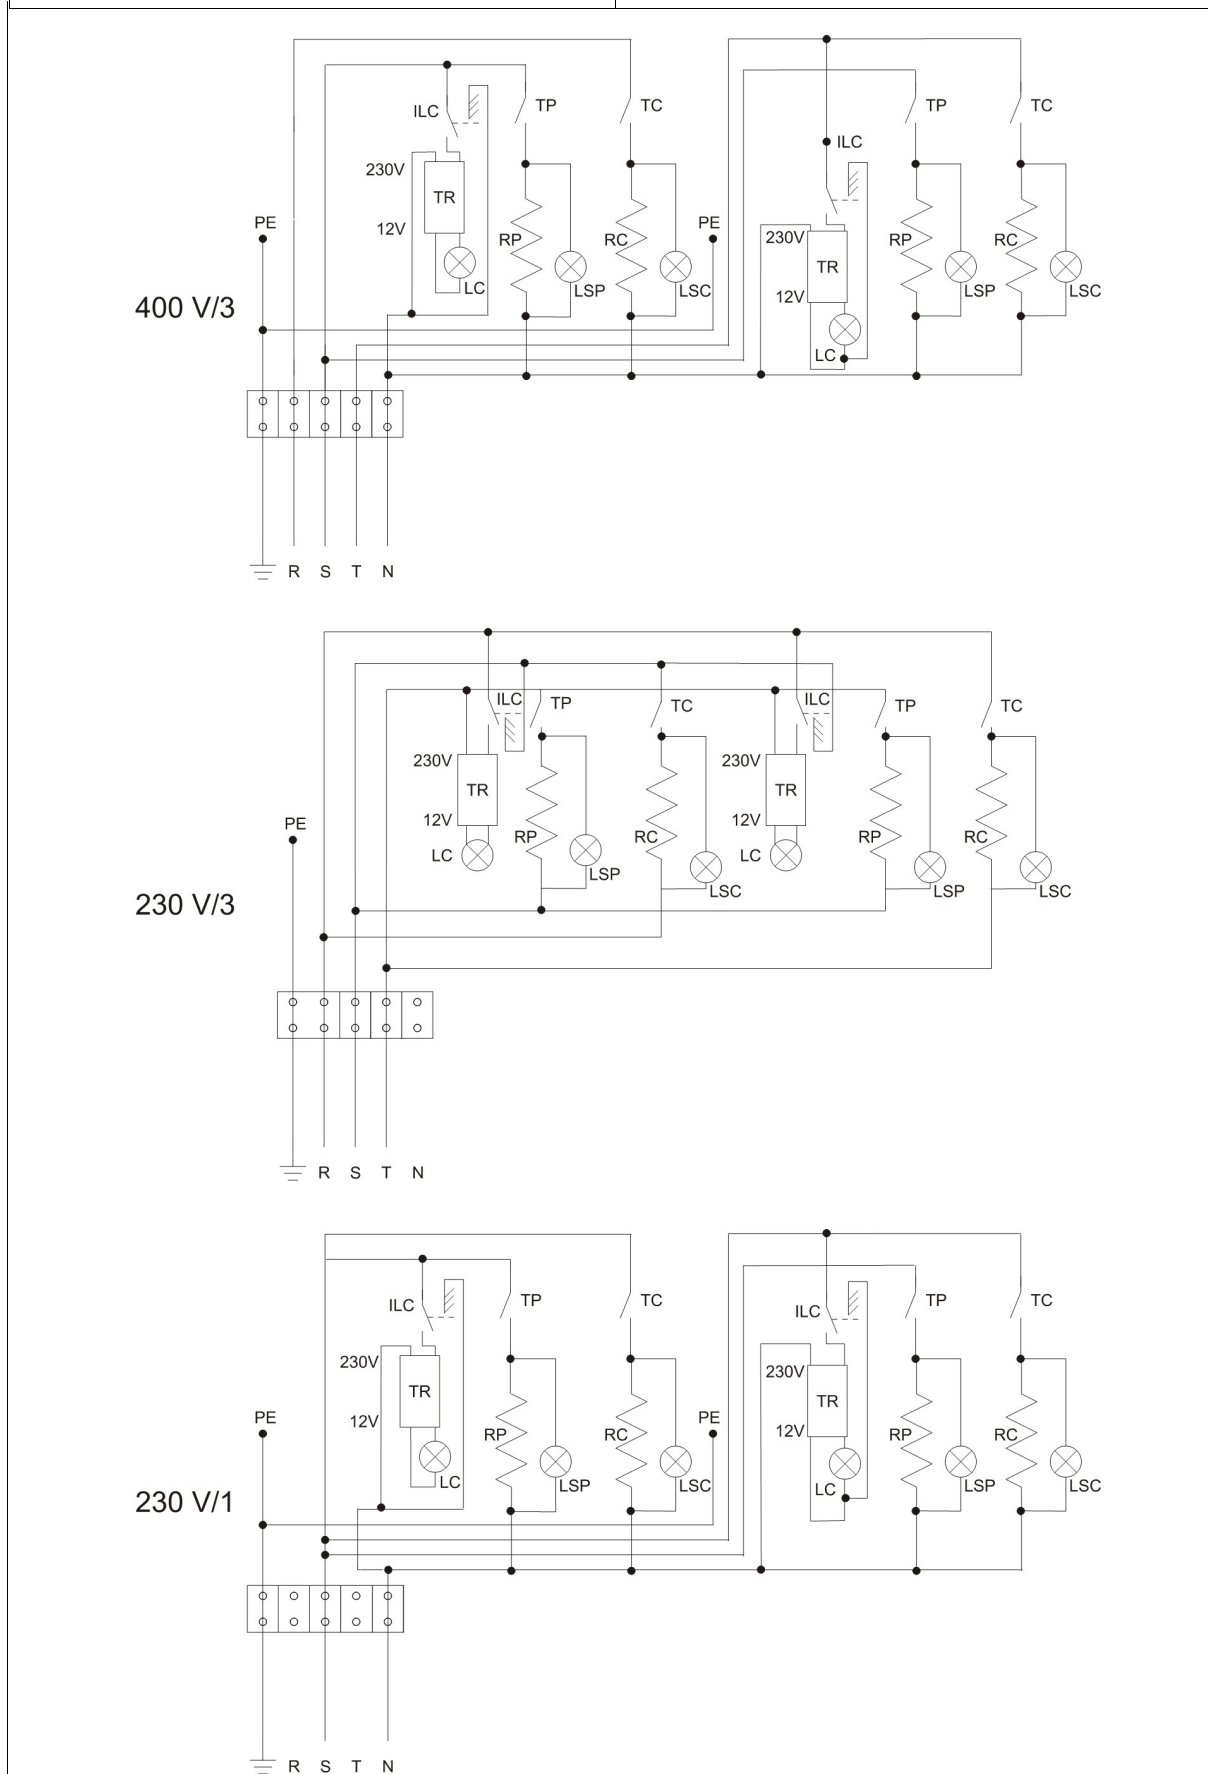 TP
TC
TP
TC
ILC
ILC
230V
TR
12V
PE
RP
RC
PE
230V
TR
12V
RP
RC
LC
LSP
LSC
LSP
LSC
400 V/3
LC
R S T N
ILC
TP
TC
ILC
TP
TC
230V
TR
12V
230V
TR
12V
PE
RP
RC
RP
RC
LC
LSP
LSC
LC
LSP
LSC
230 V/3
R S T N
TP
TC
TP
TC
ILC
ILC
230V
TR
12V
230V
TR
12V
PE
RP
RC
PE
RP
RC
LC
LSP
LSC
LC
LSP
LSC
230 V/1
R S T N